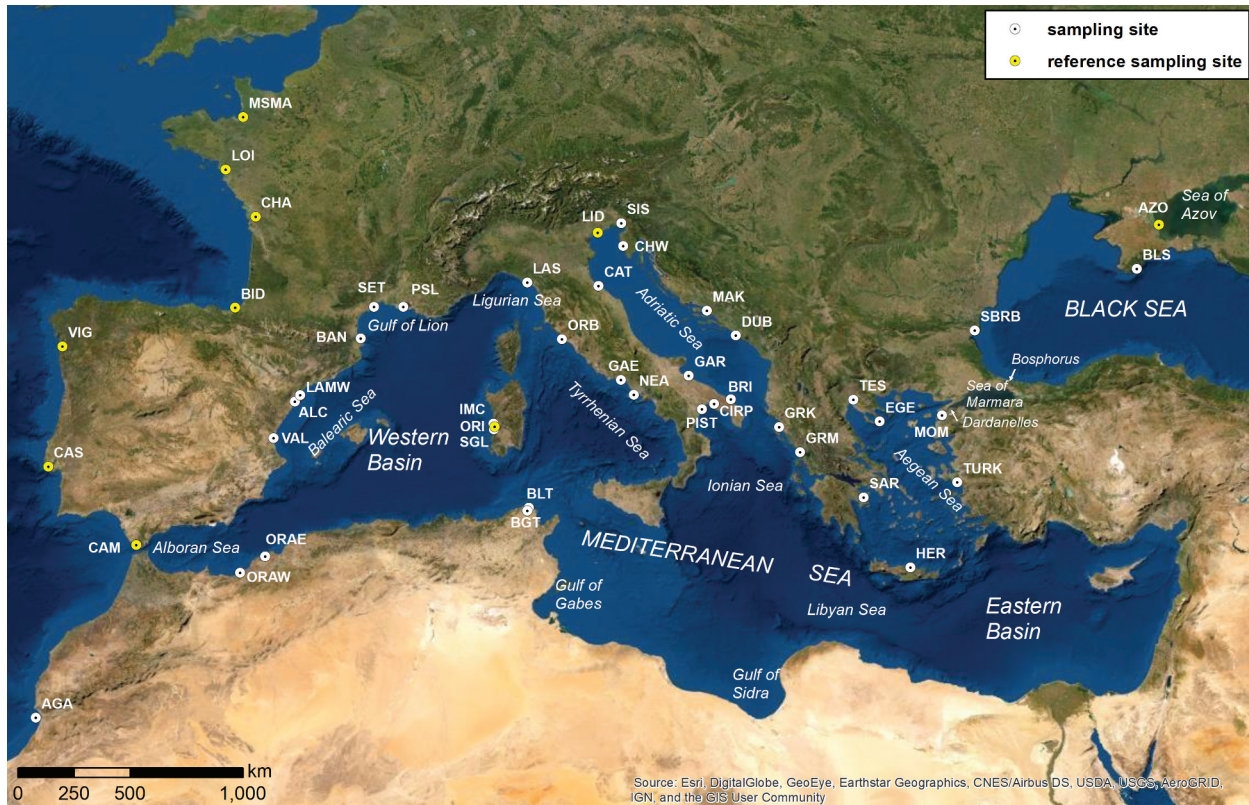 sampling site
reference sampling site
MSMA
LOI
CHA
BID
VIG
CAS
CAM
AGA
SET
PSL
Gulf of Lion
BAN
LAMW
ALC
VAL
Balearic Sea
Western
Basin
Alboran Sea
ORAE
ORAW
LAS
Ligurian Sea
ORB
GAE
NEA
Tyrrhenian Sea
IMC
ORI
SGL
BLT
BGT
LID
SIS
CHW
CAT
Adriatic Sea
MAK
DUB
GAR
BRI
CIRP
PIST
GRK
GRM
Ionian Sea
SAR
TES
EGE
MOM
TURK
Aegean Sea
HER
AZO
Sea of
Azov
BLS
BLACK SEA
SBRB
Bosphorus
Sea of
Marmara
Dardanelles
MEDITERRANEAN SEA
Libyan Sea
Eastern
Basin
Gulf of
Gabes
Gulf of
Sidra
km
0 250 500 1,000
Source: Esri, DigitalGlobe, GeoEye, Earthstar Geographics, CNES/Airbus DS, USDA, USGS, AeroGRID,
IGN, and the GIS User Community